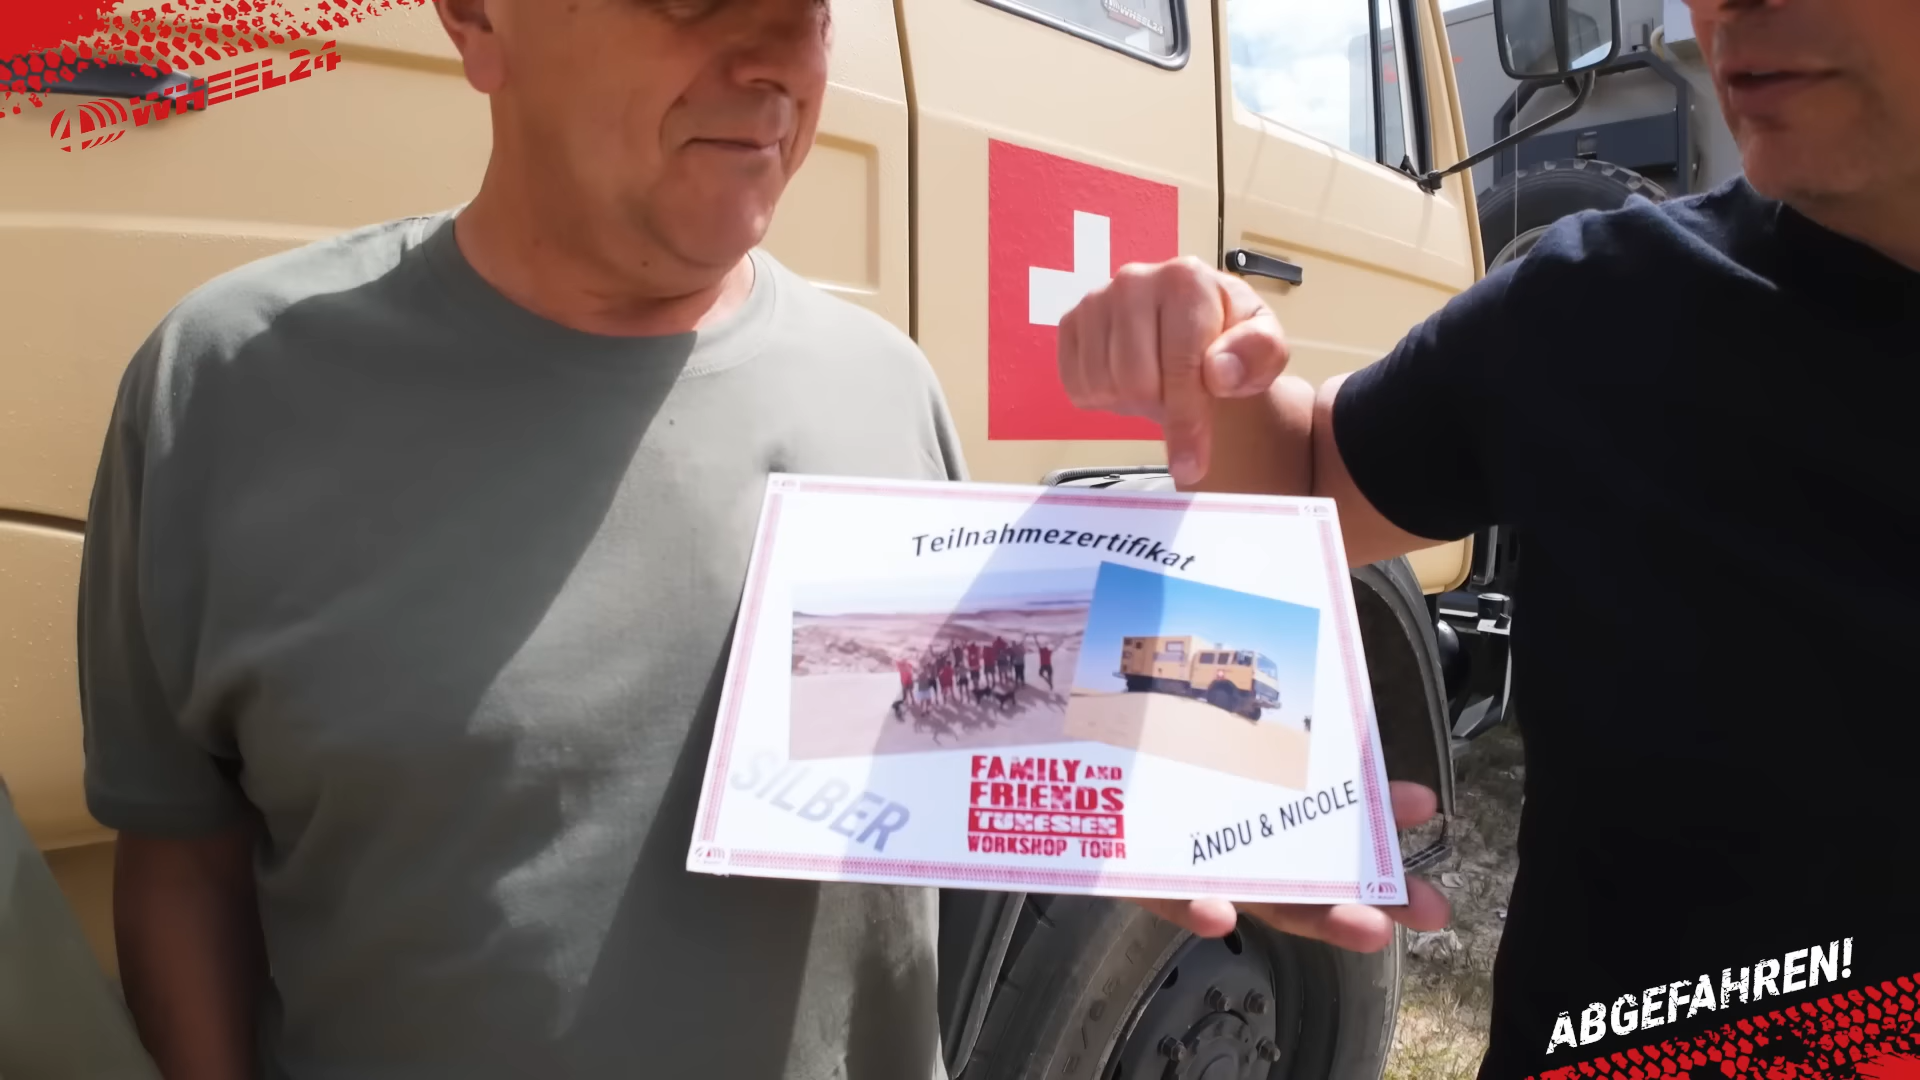 4WHEEL24
Teilnahmezertifikat
SILBER
FAMILY AND
FRIENDS
TUNESIEN
WORKSHOP TOUR
ÄNDU & NICOLE
ABGEFAHREN!